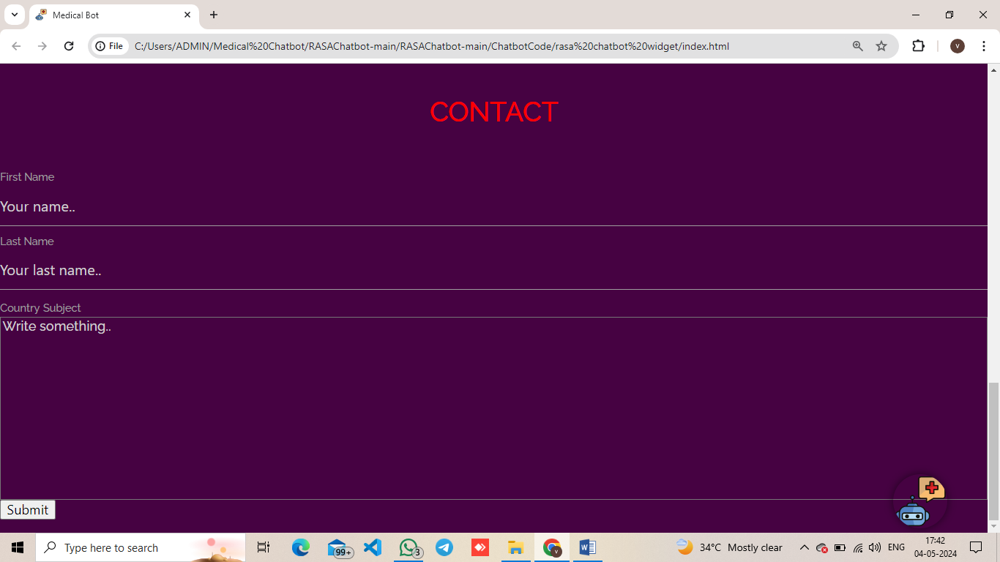 Medical Bot
File
C:/Users/ADMIN/Medical%20Chatbot/RASAChatbot-main/RASAChatbot-main/ChatbotCode/rasa%20chatbot%20widget/index.html
V
CONTACT
First Name
Your name..
Last Name
Your last name..
Country Subject
Write something..
Submit
Type here to search
99+
3
V
34°C Mostly clear
ENG
17:42
04-05-2024